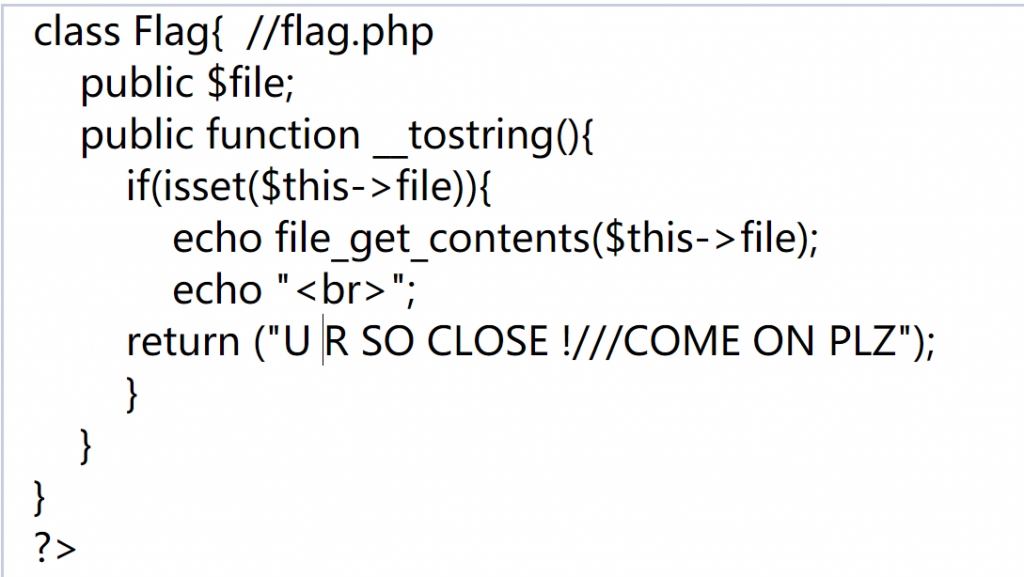 class Flag{  //flag.php
public $file;
public function __tostring(){
if(isset($this->file)){
echo file_get_contents($this->file);
echo "<br>";
return ("U R SO CLOSE !///COME ON PLZ");
}
}
}
?>